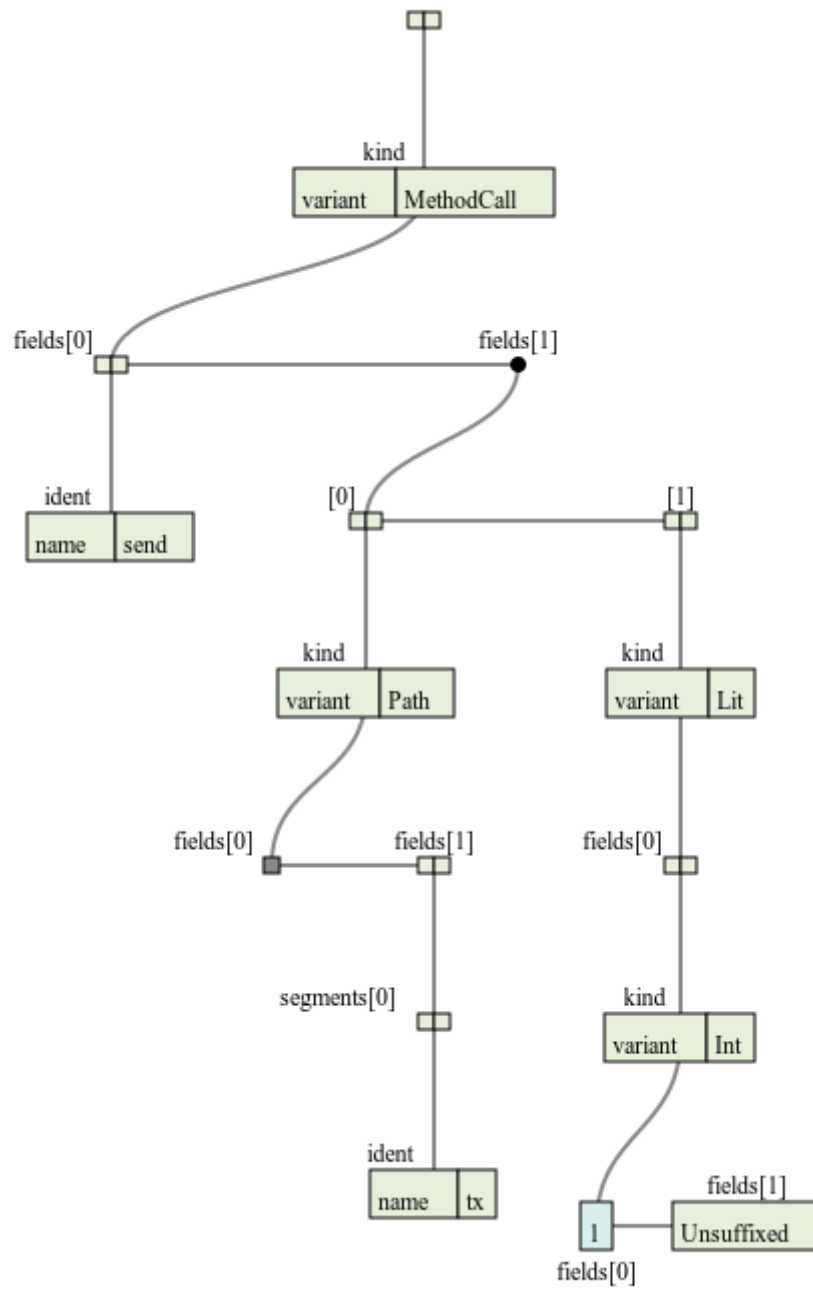 kind
variant MethodCall
fields[0] fields[1]
ident
name send
[0] [1]
kind kind
variant Path variant Lit
fields[0] fields[1] fields[0]
segments[0] kind
variant Int
ident
name tx
fields[1]
1 Unsuffixed
fields[0]